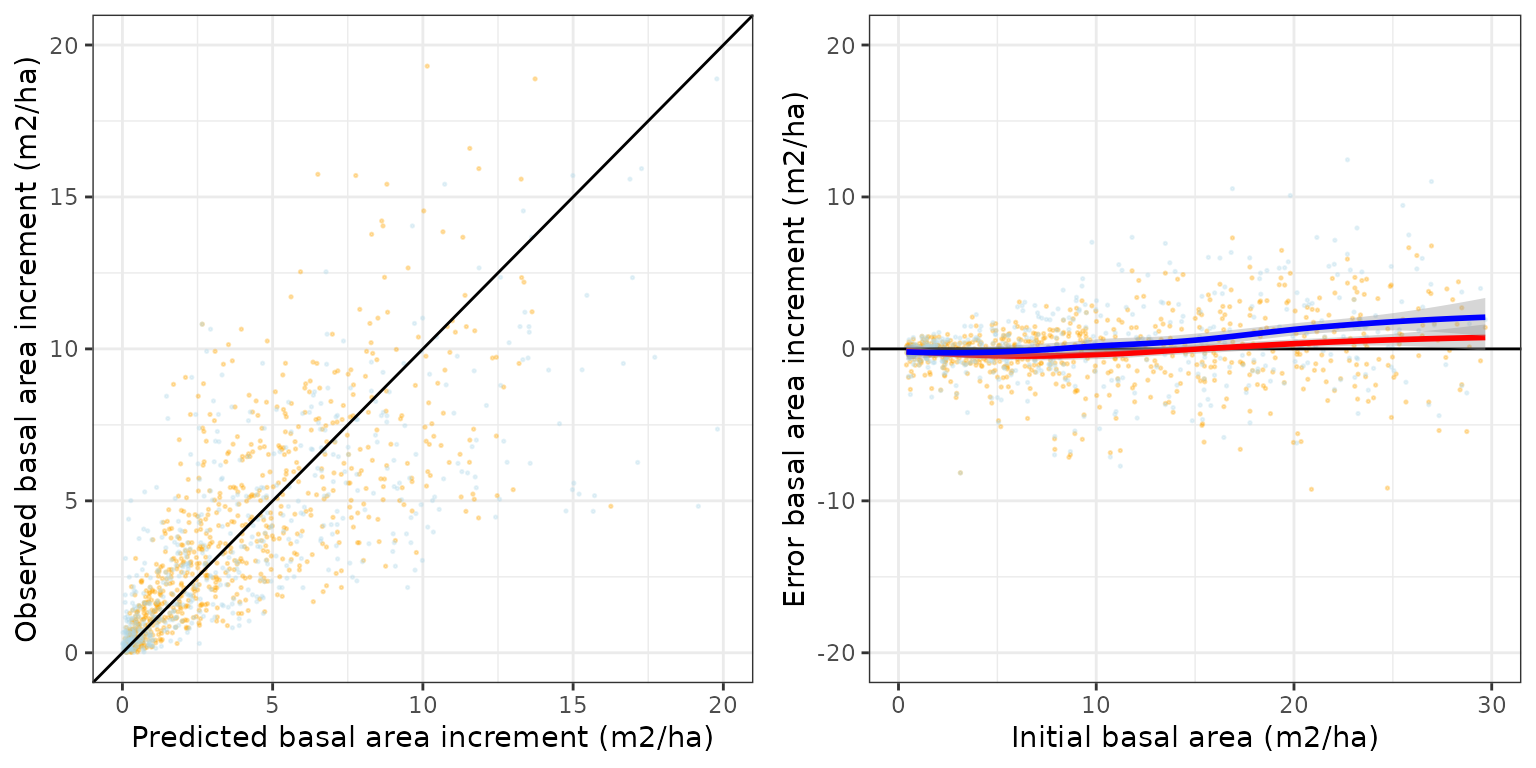 20
15
10
5
0
Observed basal area increment (m2/ha)
0 5 10 15 20
Predicted basal area increment (m2/ha)
20
10
0
-10
-20
Error basal area increment (m2/ha)
0 10 20 30
Initial basal area (m2/ha)